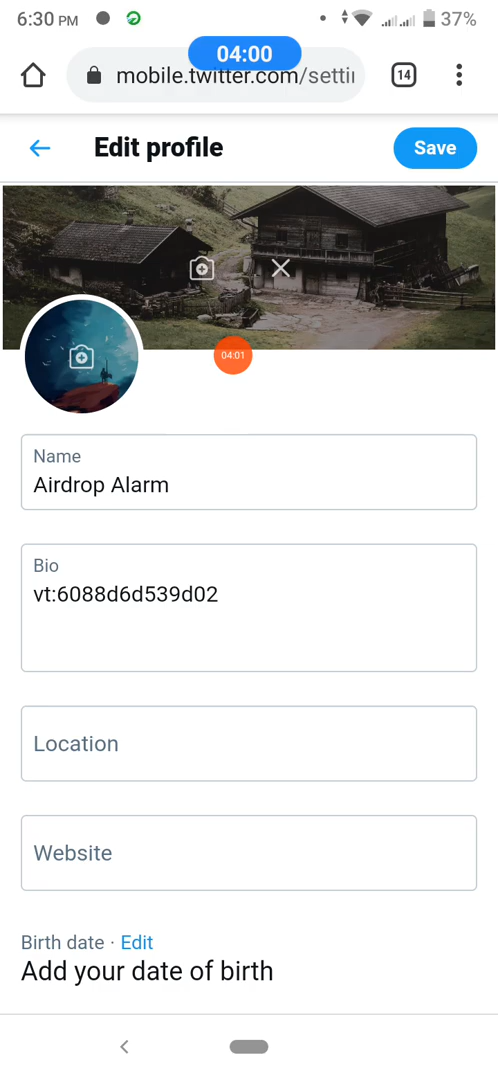 6:30 PM
37%
04:00
mobile.twitter.com/settin
14
Edit profile
Save
04:01
Name
Airdrop Alarm
Bio
vt:6088d6d539d02
Location
Website
Birth date · Edit
Add your date of birth